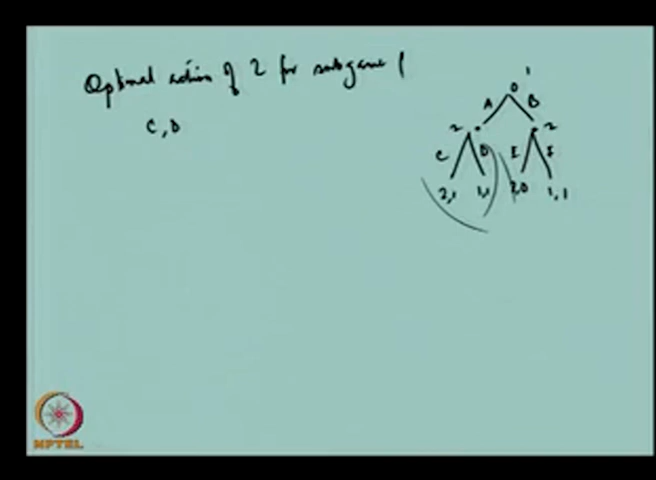 Optimal action of 2 for subgame 1
C, D
1
A B
2 2
C D E F
2,1 1,1 2,0 1,1
NPTEL